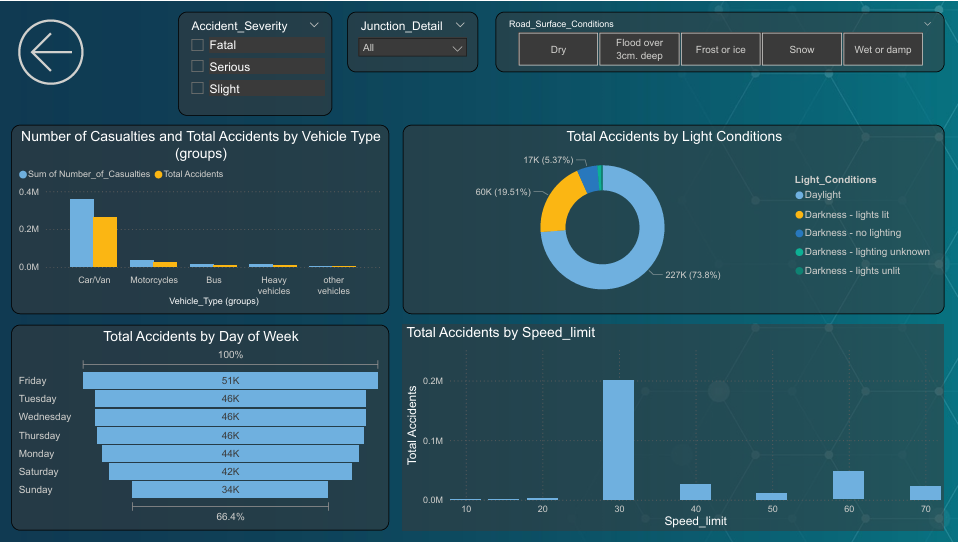 Accident_Severity
Fatal
Serious
Slight
Junction_Detail
All
Road_Surface_Conditions
Dry
Flood over
3cm. deep
Frost or ice
Snow
Wet or damp
Number of Casualties and Total Accidents by Vehicle Type
(groups)
Sum of Number_of_Casualties Total Accidents
0.4M
0.2M
0.0M
Car/Van
Motorcycles
Bus
Heavy
vehicles
other
vehicles
Vehicle_Type (groups)
Total Accidents by Light Conditions
17K (5.37%)
60K (19.51%)
227K (73.8%)
Light_Conditions
Daylight
Darkness - lights lit
Darkness - no lighting
Darkness - lighting unknown
Darkness - lights unlit
Total Accidents by Day of Week
100%
Friday 51K
Tuesday 46K
Wednesday 46K
Thursday 46K
Monday 44K
Saturday 42K
Sunday 34K
66.4%
Total Accidents by Speed_limit
Total Accidents
0.2M
0.1M
0.0M
10 20 30 40 50 60 70
Speed_limit